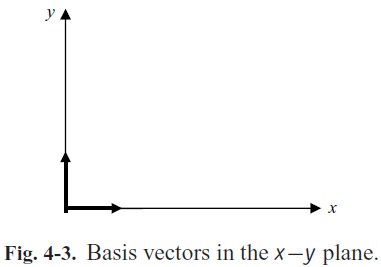 y
x
Fig. 4-3. Basis vectors in the x–y plane.